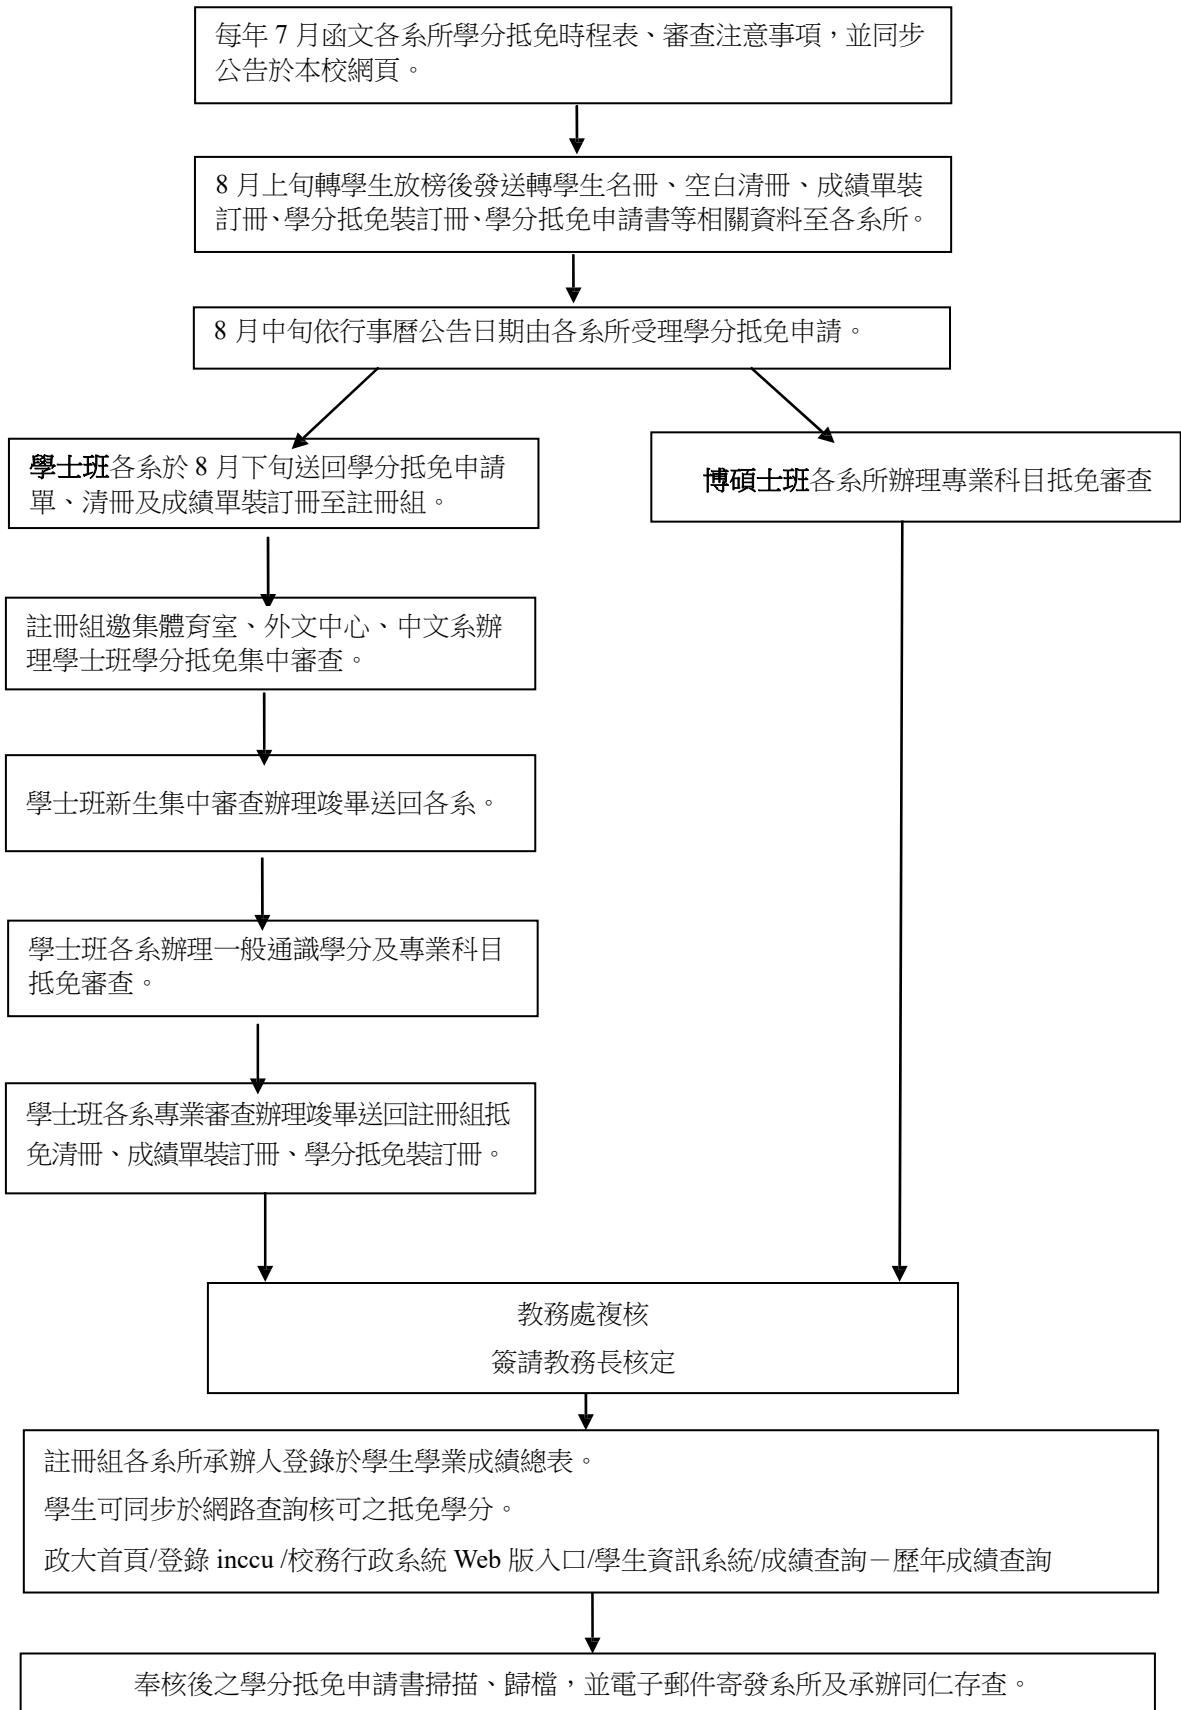 每年 7 月函文各系所學分抵免時程表、審查注意事項，並同步
公告於本校網頁。
8 月上旬轉學生放榜後發送轉學生名冊、空白清冊、成績單裝
訂冊、學分抵免裝訂冊、學分抵免申請書等相關資料至各系所。
8 月中旬依行事曆公告日期由各系所受理學分抵免申請。
學士班各系於 8 月下旬送回學分抵免申請
單、清冊及成績單裝訂冊至註冊組。
博碩士班各系所辦理專業科目抵免審查
註冊組邀集體育室、外文中心、中文系辦
理學士班學分抵免集中審查。
學士班新生集中審查辦理竣畢送回各系。
學士班各系辦理一般通識學分及專業科目
抵免審查。
學士班各系專業審查辦理竣畢送回註冊組抵
免清冊、成績單裝訂冊、學分抵免裝訂冊。
教務處複核
簽請教務長核定
註冊組各系所承辦人登錄於學生學業成績總表。
學生可同步於網路查詢核可之抵免學分。
政大首頁/登錄 inccu /校務行政系統 Web 版入口/學生資訊系統/成績查詢－歷年成績查詢
奉核後之學分抵免申請書掃描、歸檔，並電子郵件寄發系所及承辦同仁存查。